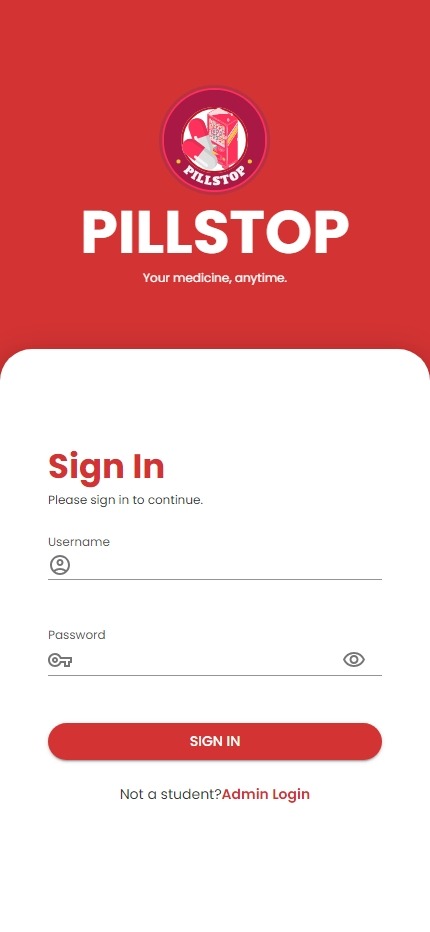 PILLSTOP
PILLSTOP
Your medicine, anytime.
Sign In
Please sign in to continue.
Username
Password
SIGN IN
Not a student?Admin Login